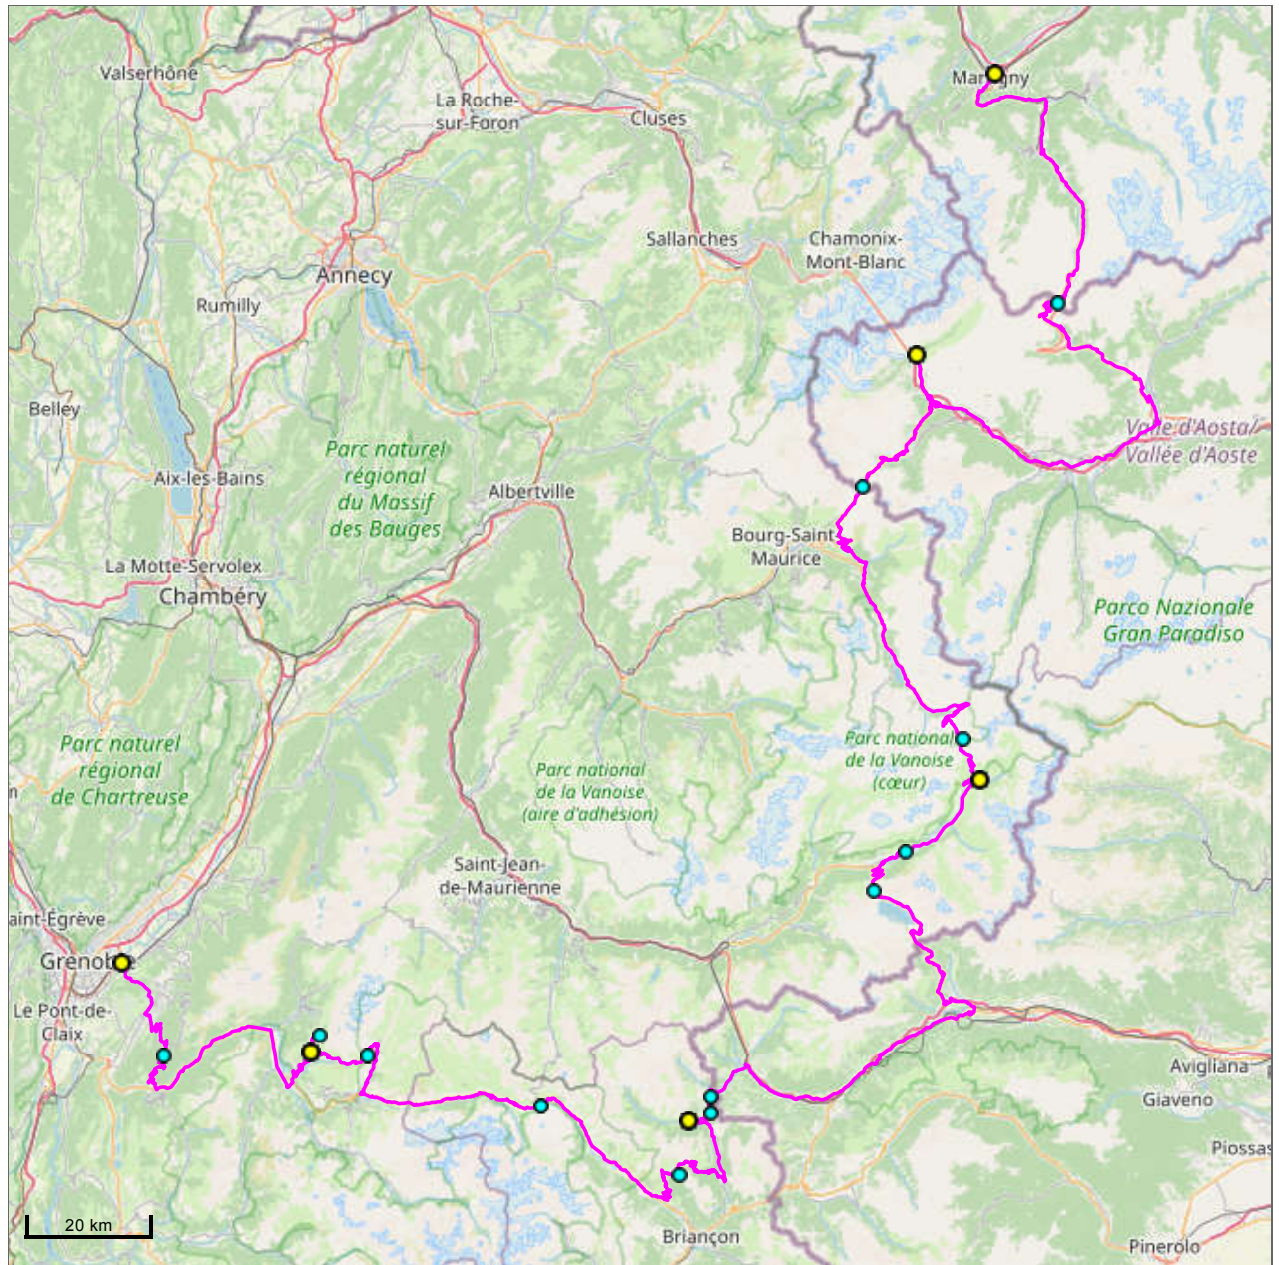 Valserhône
Martigny
La Roche-
sur-Foron
Cluses
Sallanches
Chamonix-
Mont-Blanc
Annecy
Rumilly
Belley
Valle d'Aosta/
Vallée d'Aoste
Parc naturel
régional
du Massif
des Bauges
Aix-les-Bains
Albertville
Bourg-Saint-
Maurice
La Motte-Servolex
Chambéry
Parco Nazionale
Gran Paradiso
Parc naturel
régional
de Chartreuse
Parc national
de la Vanoise
(cœur)
Parc national
de la Vanoise
(aire d'adhésion)
Saint-Jean-
de-Maurienne
aint-Égrève
Grenoble
Le Pont-de-
Claix
Avigliana
Giaveno
Piossas
Briançon
Pinerolo
20 km